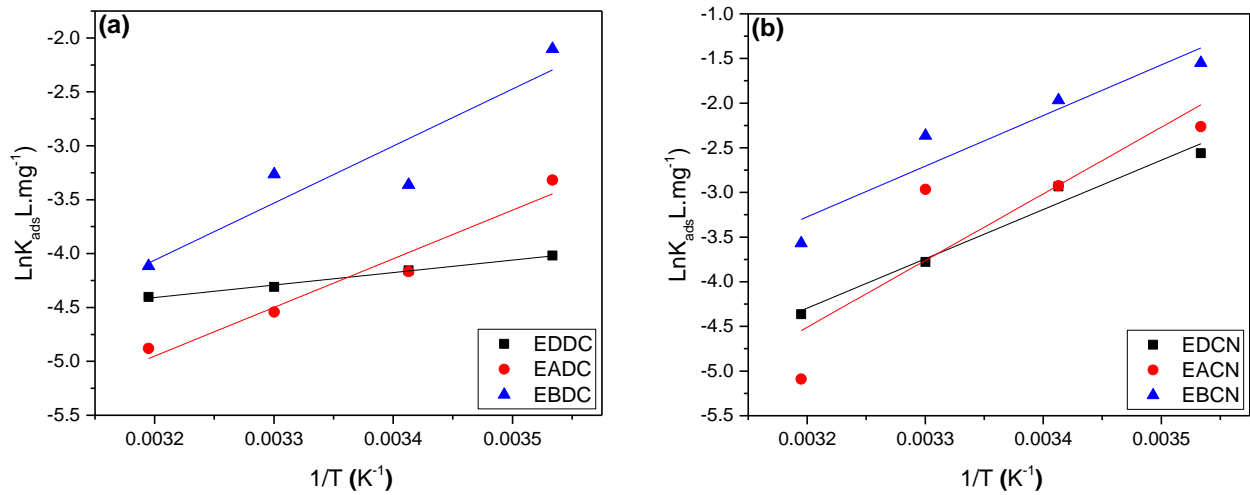 (a)
-2.0
-2.5
-3.0
-3.5
-4.0
-4.5
-5.0
-5.5
LnK_ads L.mg^-1
0.0032 0.0033 0.0034 0.0035
1/T (K^-1)
EDDC
EADC
EBDC
(b)
-1.0
-1.5
-2.0
-2.5
-3.0
-3.5
-4.0
-4.5
-5.0
-5.5
LnK_ads L.mg^-1
0.0032 0.0033 0.0034 0.0035
1/T (K^-1)
EDCN
EACN
EBCN